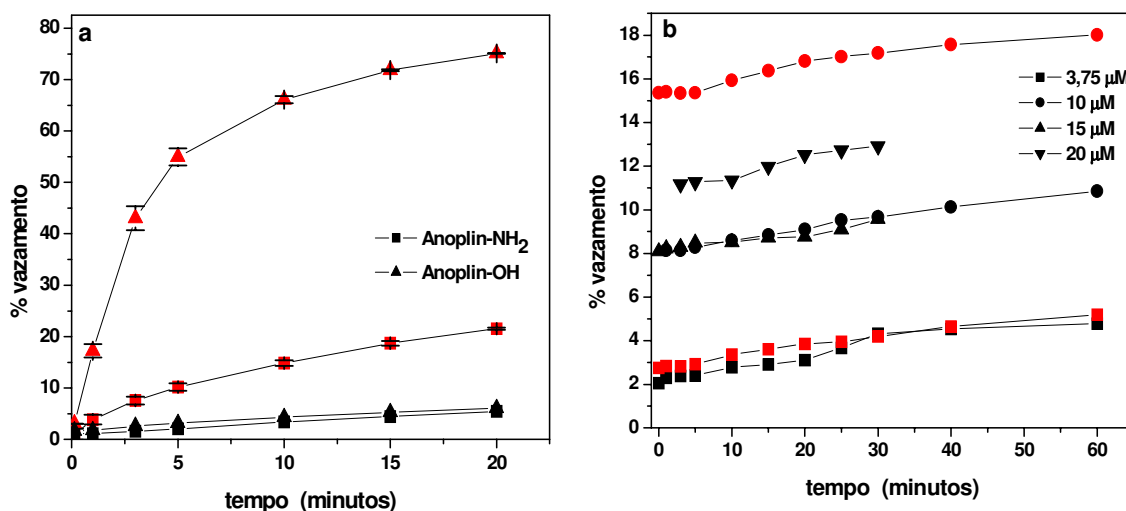 a
80
70
60
50
40
30
20
10
0
% vazamento
Anoplin-NH₂
Anoplin-OH
0 5 10 15 20
tempo (minutos)
b
18
16
14
12
10
8
6
4
2
0
% vazamento
3,75 µM
10 µM
15 µM
20 µM
0 10 20 30 40 50 60
tempo (minutos)